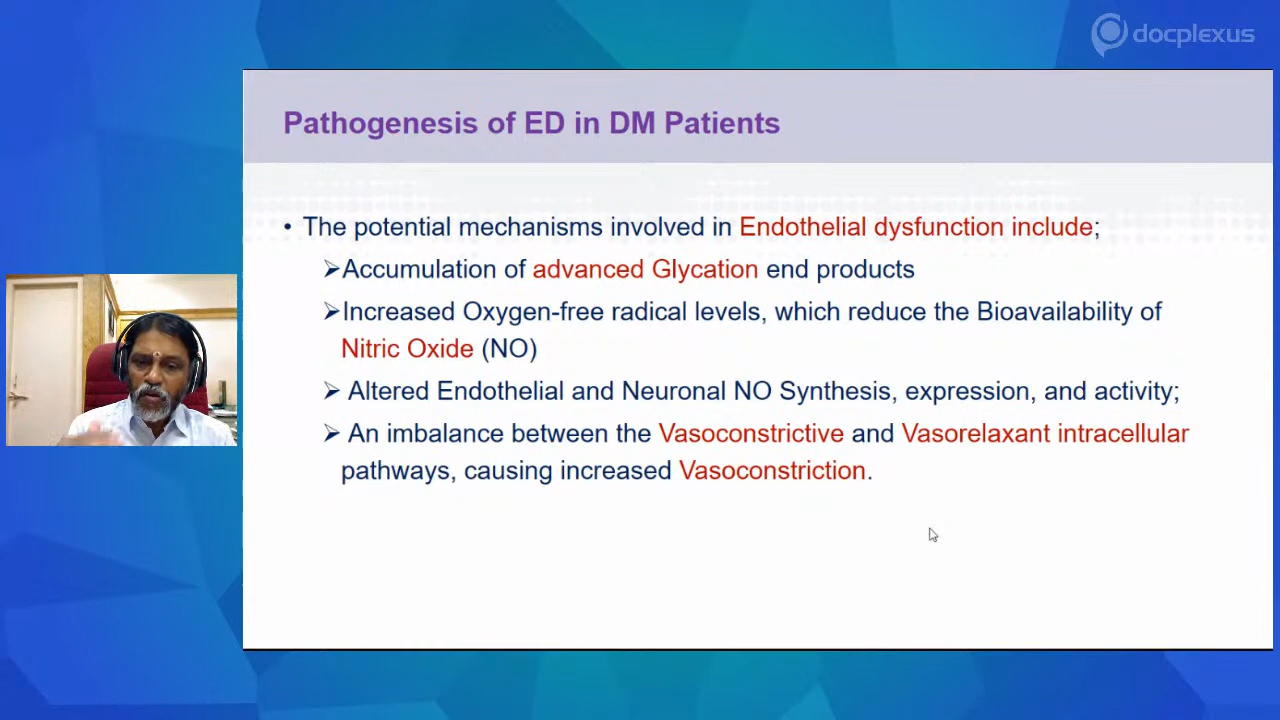 docplexus
Pathogenesis of ED in DM Patients
• The potential mechanisms involved in Endothelial dysfunction include;
➢Accumulation of advanced Glycation end products
➢Increased Oxygen-free radical levels, which reduce the Bioavailability of
Nitric Oxide (NO)
➢ Altered Endothelial and Neuronal NO Synthesis, expression, and activity;
➢ An imbalance between the Vasoconstrictive and Vasorelaxant intracellular
pathways, causing increased Vasoconstriction.